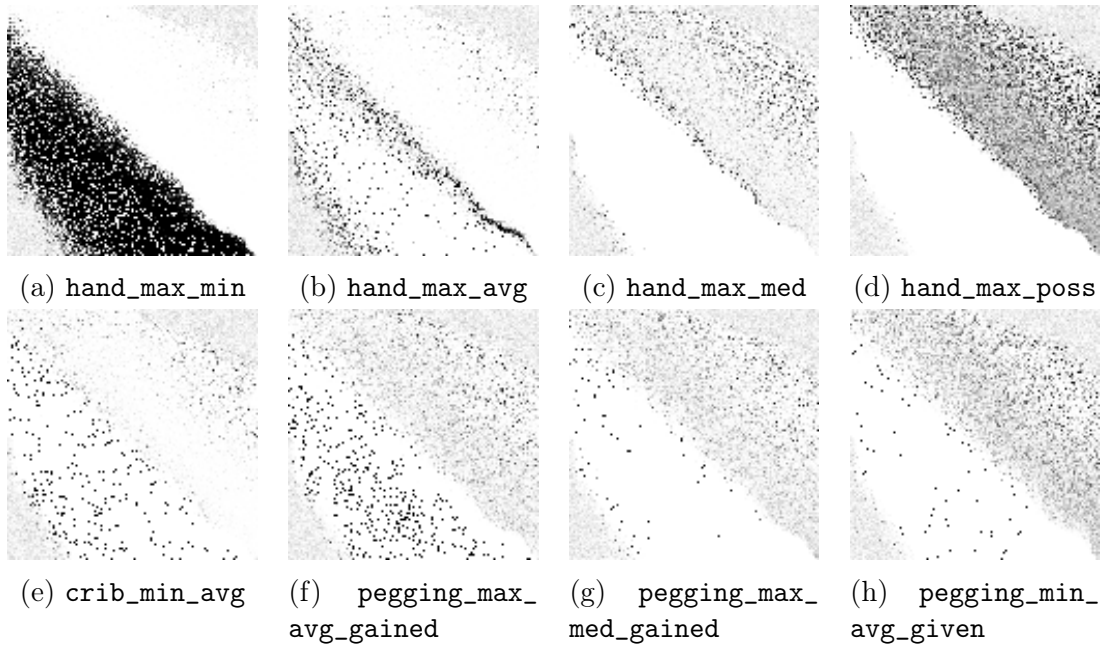 (a) hand_max_min
(b) hand_max_avg
(c) hand_max_med
(d) hand_max_poss
(e) crib_min_avg
(f) pegging_max_
avg_gained
(g) pegging_max_
med_gained
(h) pegging_min_
avg_given